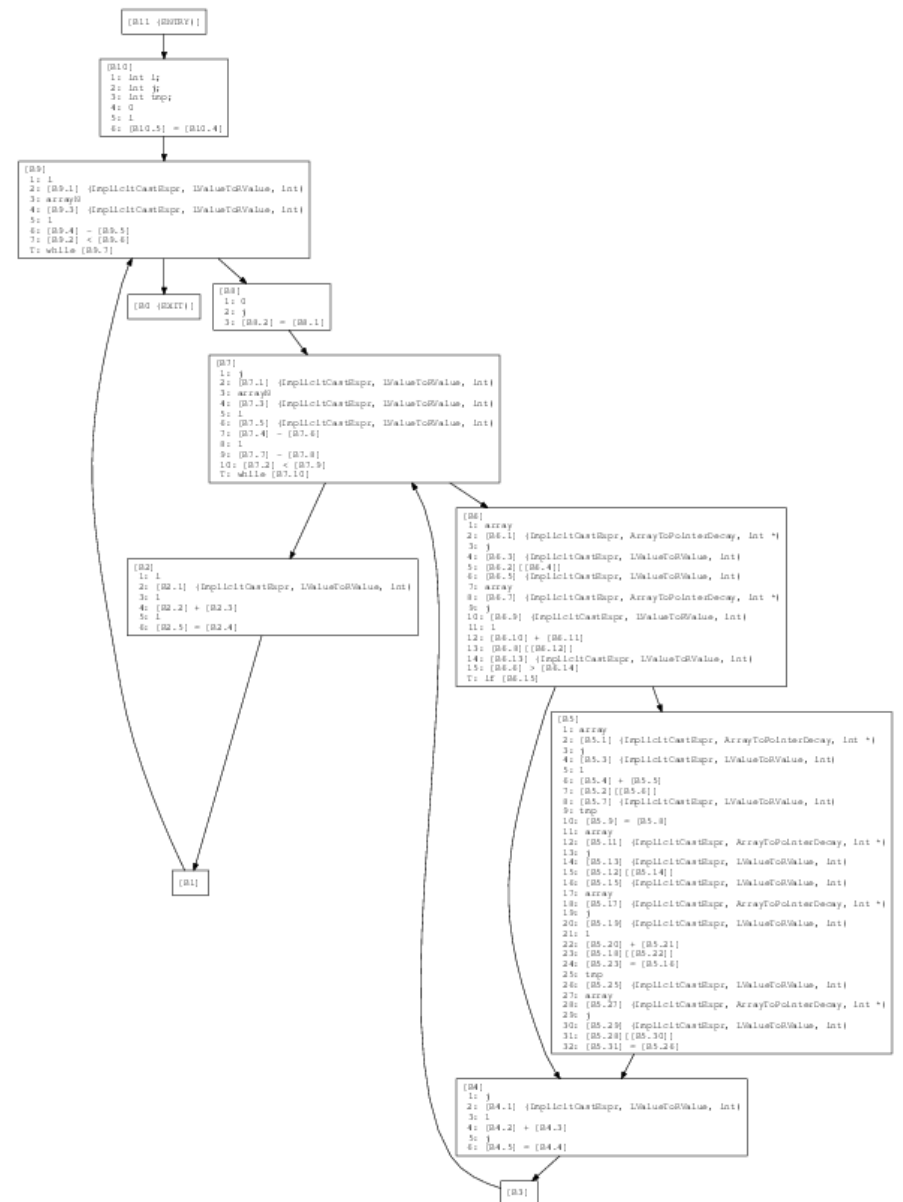 [B11 (ENTRY)]
[B10]
1: int i;
2: int j;
3: int tmp;
4: 0
5: i
6: [B10.5] = [B10.4]
[B9]
1: i
2: [B9.1] (ImplicitCastExpr, LValueToRValue, int)
3: arrayN
4: [B9.3] (ImplicitCastExpr, LValueToRValue, int)
5: 1
6: [B9.4] - [B9.5]
7: [B9.2] < [B9.6]
T: while [B9.7]
[B0 (EXIT)]
[B8]
1: 0
2: j
3: [B8.2] = [B8.1]
[B7]
1: j
2: [B7.1] (ImplicitCastExpr, LValueToRValue, int)
3: arrayN
4: [B7.3] (ImplicitCastExpr, LValueToRValue, int)
5: i
6: [B7.5] (ImplicitCastExpr, LValueToRValue, int)
7: [B7.4] - [B7.6]
8: 1
9: [B7.7] - [B7.8]
10: [B7.2] < [B7.9]
T: while [B7.10]
[B6]
1: array
2: [B6.1] (ImplicitCastExpr, ArrayToPointerDecay, int *)
3: j
4: [B6.3] (ImplicitCastExpr, LValueToRValue, int)
5: [B6.2][[B6.4]]
6: [B6.5] (ImplicitCastExpr, LValueToRValue, int)
7: array
8: [B6.7] (ImplicitCastExpr, ArrayToPointerDecay, int *)
9: j
10: [B6.9] (ImplicitCastExpr, LValueToRValue, int)
11: 1
12: [B6.10] + [B6.11]
13: [B6.8][[B6.12]]
14: [B6.13] (ImplicitCastExpr, LValueToRValue, int)
15: [B6.6] > [B6.14]
T: if [B6.15]
[B2]
1: i
2: [B2.1] (ImplicitCastExpr, LValueToRValue, int)
3: 1
4: [B2.2] + [B2.3]
5: i
6: [B2.5] = [B2.4]
[B5]
1: array
2: [B5.1] (ImplicitCastExpr, ArrayToPointerDecay, int *)
3: j
4: [B5.3] (ImplicitCastExpr, LValueToRValue, int)
5: 1
6: [B5.4] + [B5.5]
7: [B5.2][[B5.6]]
8: [B5.7] (ImplicitCastExpr, LValueToRValue, int)
9: tmp
10: [B5.9] = [B5.8]
11: array
12: [B5.11] (ImplicitCastExpr, ArrayToPointerDecay, int *)
13: j
14: [B5.13] (ImplicitCastExpr, LValueToRValue, int)
15: [B5.12][[B5.14]]
16: [B5.15] (ImplicitCastExpr, LValueToRValue, int)
17: array
18: [B5.17] (ImplicitCastExpr, ArrayToPointerDecay, int *)
19: j
20: [B5.19] (ImplicitCastExpr, LValueToRValue, int)
21: 1
22: [B5.20] + [B5.21]
23: [B5.18][[B5.22]]
24: [B5.23] = [B5.16]
25: tmp
26: [B5.25] (ImplicitCastExpr, LValueToRValue, int)
27: array
28: [B5.27] (ImplicitCastExpr, ArrayToPointerDecay, int *)
29: j
30: [B5.29] (ImplicitCastExpr, LValueToRValue, int)
31: [B5.28][[B5.30]]
32: [B5.31] = [B5.26]
[B1]
[B4]
1: j
2: [B4.1] (ImplicitCastExpr, LValueToRValue, int)
3: 1
4: [B4.2] + [B4.3]
5: j
6: [B4.5] = [B4.4]
[B3]